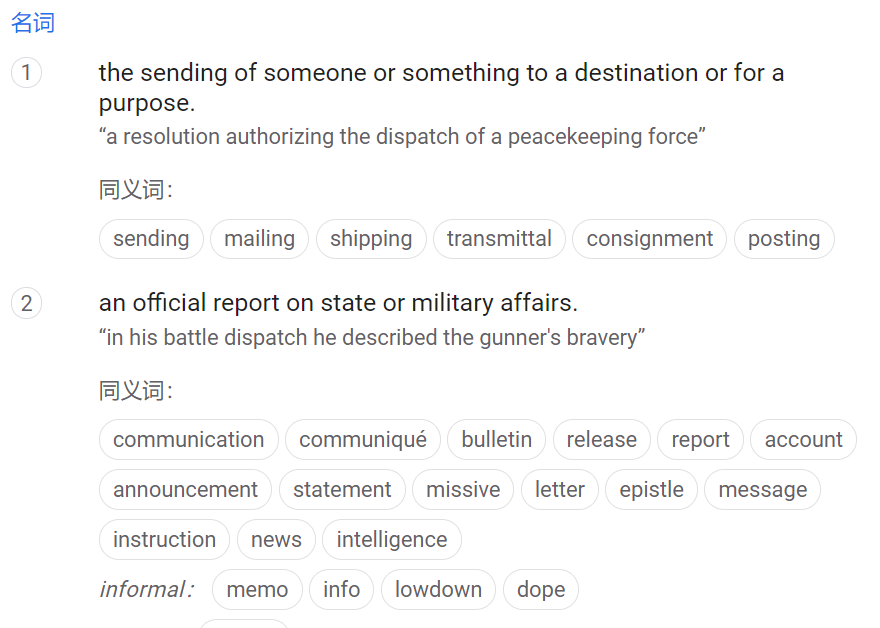 名词
1 the sending of someone or something to a destination or for a
purpose.
“a resolution authorizing the dispatch of a peacekeeping force”
同义词：
sending mailing shipping transmittal consignment posting
2 an official report on state or military affairs.
“in his battle dispatch he described the gunner's bravery”
同义词：
communication communiqué bulletin release report account
announcement statement missive letter epistle message
instruction news intelligence
informal： memo info lowdown dope